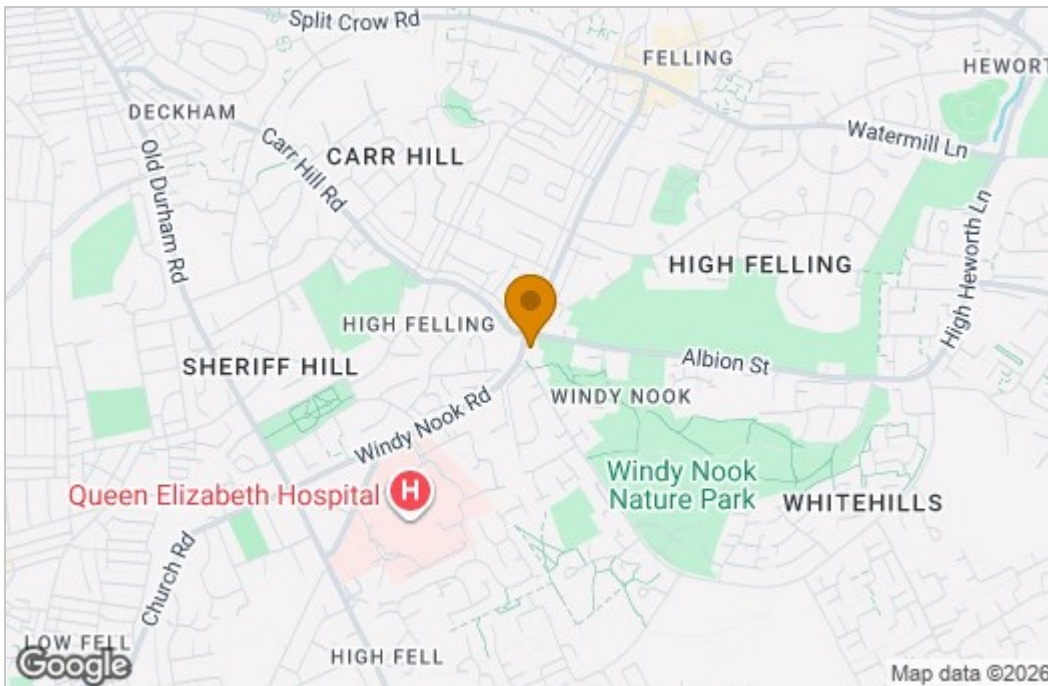 Split Crow Rd
FELLING
HEWORT
DECKHAM
Watermill Ln
Carr Hill Rd
CARR HILL
Old Durham Rd
High Heworth Ln
HIGH FELLING
HIGH FELLING
SHERIFF HILL
Albion St
WINDY NOOK
Windy Nook Rd
Windy Nook
Nature Park
Queen Elizabeth Hospital
H
WHITEHILLS
Church Rd
LOW FELL
HIGH FELL
Google
Map data ©2026